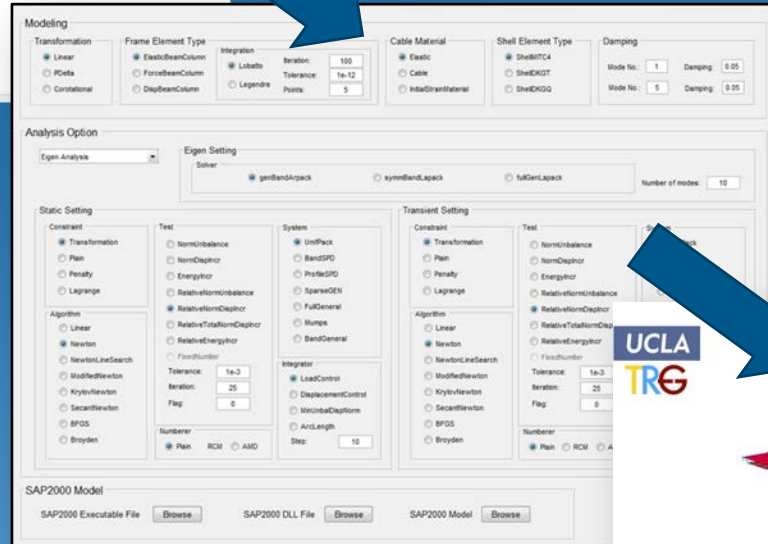 Modeling
Transformation
Linear
PDelta
Corotational
Frame Element Type
ElasticBeamColumn
ForceBeamColumn
DispBeamColumn
Integration
Lobatto
Legendre
Iteration: 100
Tolerance: 1e-12
Points: 5
Cable Material
Elastic
Cable
InitialStrainMaterial
Shell Element Type
ShellMITC4
ShellDKGT
ShellDKGQ
Damping
Mode No.: 1 Damping: 0.05
Mode No.: 5 Damping: 0.05
Analysis Option
Eigen Analysis
Eigen Setting
Solver
genBandArpack
symmBandLapack
fullGenLapack
Number of modes: 10
Static Setting
Constraint
Transformation
Plain
Penalty
Lagrange
Algorithm
Linear
Newton
NewtonLineSearch
ModifiedNewton
KrylovNewton
SecantNewton
BFGS
Broyden
Test
NormUnbalance
NormDispIncr
EnergyIncr
RelativeNormUnbalance
RelativeNormDispIncr
RelativeTotalNormDispIncr
RelativeEnergyIncr
FixedNumber
Tolerance: 1e-3
Iteration: 25
Flag: 0
Numberer
Plain RCM AMD
System
UmfPack
BandSPD
ProfileSPD
SparseGEN
FullGeneral
Mumps
BandGeneral
Integrator
LoadControl
DisplacementControl
MinUnbalDispNorm
ArcLength
Step: 10
Transient Setting
Constraint
Transformation
Plain
Penalty
Lagrange
Algorithm
Linear
Newton
NewtonLineSearch
ModifiedNewton
KrylovNewton
SecantNewton
BFGS
Broyden
Test
NormUnbalance
NormDispIncr
EnergyIncr
RelativeNormUnbalance
RelativeNormDispIncr
RelativeTotalNormDisp
RelativeEnergyIncr
FixedNumber
Tolerance: 1e-3
Iteration: 25
Flag: 0
Numberer
Plain RCM A
UCLA
TRG
SAP2000 Model
SAP2000 Executable File Browse
SAP2000 DLL File Browse
SAP2000 Model Browse